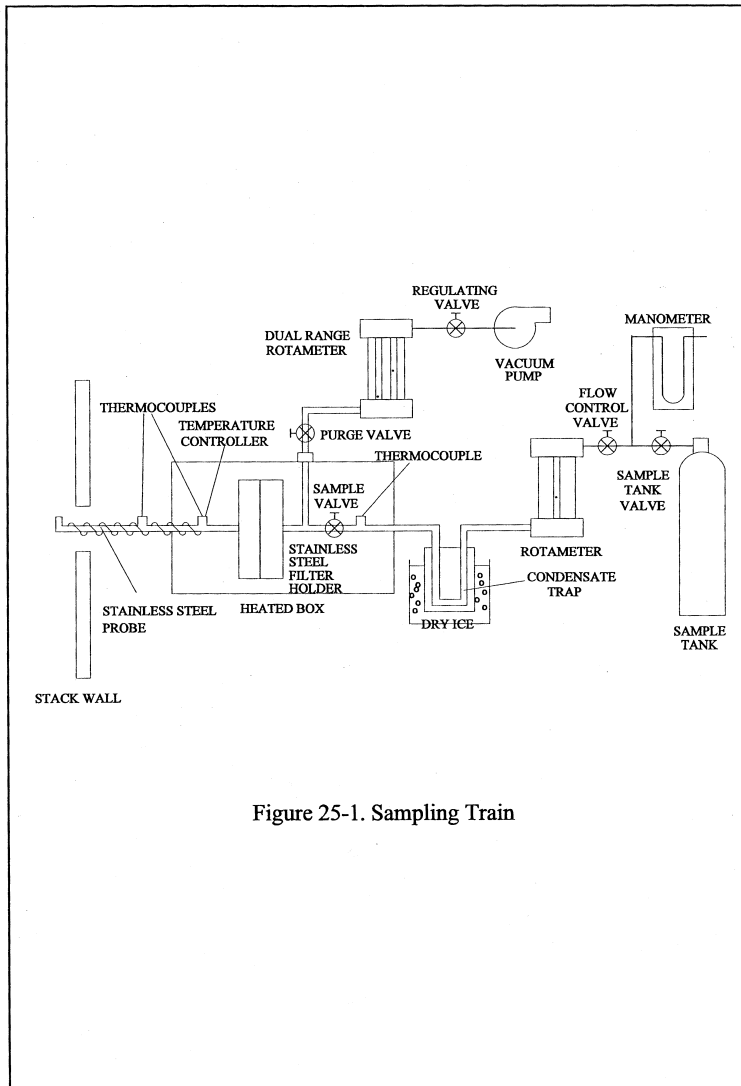 REGULATING
VALVE
MANOMETER
DUAL RANGE
ROTAMETER
VACUUM
PUMP
FLOW
CONTROL
VALVE
THERMOCOUPLES
TEMPERATURE
CONTROLLER
PURGE VALVE
THERMOCOUPLE
SAMPLE
VALVE
SAMPLE
TANK
VALVE
STAINLESS
STEEL
FILTER
HOLDER
ROTAMETER
CONDENSATE
TRAP
HEATED BOX
STAINLESS STEEL
PROBE
DRY ICE
SAMPLE
TANK
STACK WALL
Figure 25-1. Sampling Train